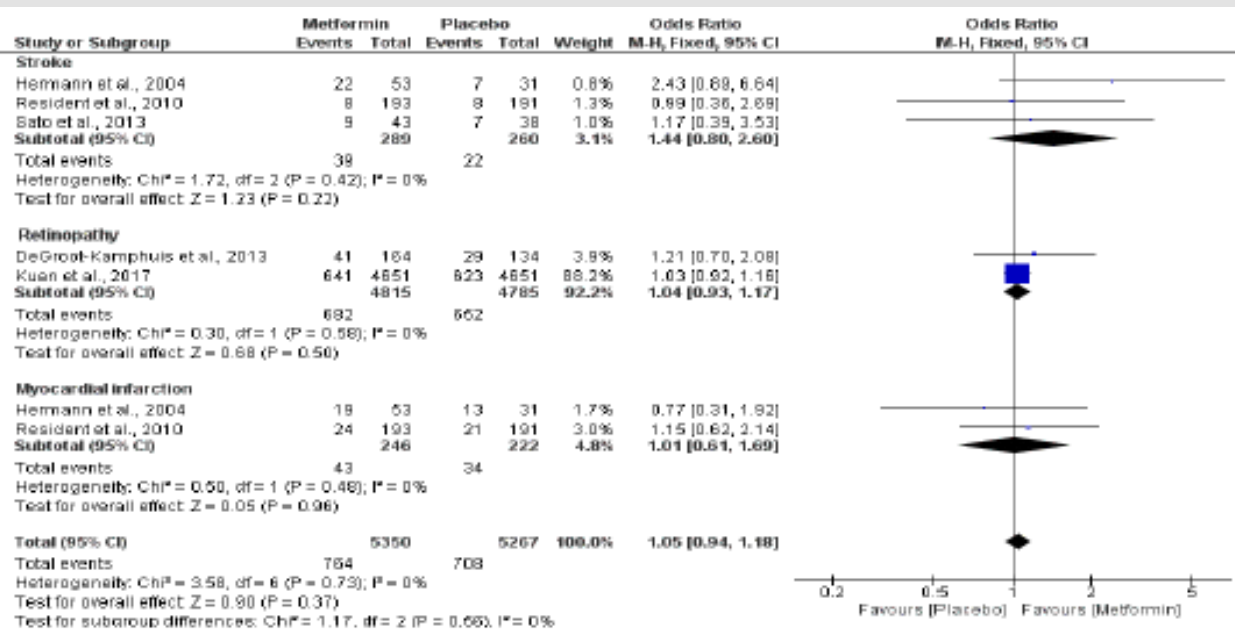 Metformin Placebo Odds Ratio Odds Ratio
Study or Subgroup Events Total Events Total Weight M-H, Fixed, 95% CI M-H, Fixed, 95% CI
Stroke
Hermann et al., 2004 22 53 7 31 0.8% 2.43 [0.89, 6.64]
Resident et al., 2010 8 193 8 191 1.3% 0.99 [0.36, 2.69]
Sato et al., 2013 9 43 7 38 1.0% 1.17 [0.39, 3.53]
Subtotal (95% CI) 289 260 3.1% 1.44 [0.80, 2.60]
Total events 39 22
Heterogeneity: Chi² = 1.72, df = 2 (P = 0.42); I² = 0%
Test for overall effect: Z = 1.23 (P = 0.22)
Retinopathy
DeGroot-Kamphuis et al., 2013 41 164 29 134 3.9% 1.21 [0.70, 2.08]
Kuan et al., 2017 641 4651 623 4651 88.2% 1.03 [0.92, 1.16]
Subtotal (95% CI) 4815 4785 92.2% 1.04 [0.93, 1.17]
Total events 682 652
Heterogeneity: Chi² = 0.30, df = 1 (P = 0.58); I² = 0%
Test for overall effect: Z = 0.68 (P = 0.50)
Myocardial infarction
Hermann et al., 2004 19 53 13 31 1.7% 0.77 [0.31, 1.92]
Resident et al., 2010 24 193 21 191 3.0% 1.15 [0.62, 2.14]
Subtotal (95% CI) 246 222 4.8% 1.01 [0.61, 1.69]
Total events 43 34
Heterogeneity: Chi² = 0.50, df = 1 (P = 0.48); I² = 0%
Test for overall effect: Z = 0.05 (P = 0.96)
Total (95% CI) 5350 5267 100.0% 1.05 [0.94, 1.18]
Total events 764 708
Heterogeneity: Chi² = 3.58, df = 6 (P = 0.73); I² = 0%
Test for overall effect: Z = 0.90 (P = 0.37)
Test for subgroup differences: Chi² = 1.17, df = 2 (P = 0.56), I² = 0%
0.2 0.5 1 2 5
Favours [Placebo] Favours [Metformin]